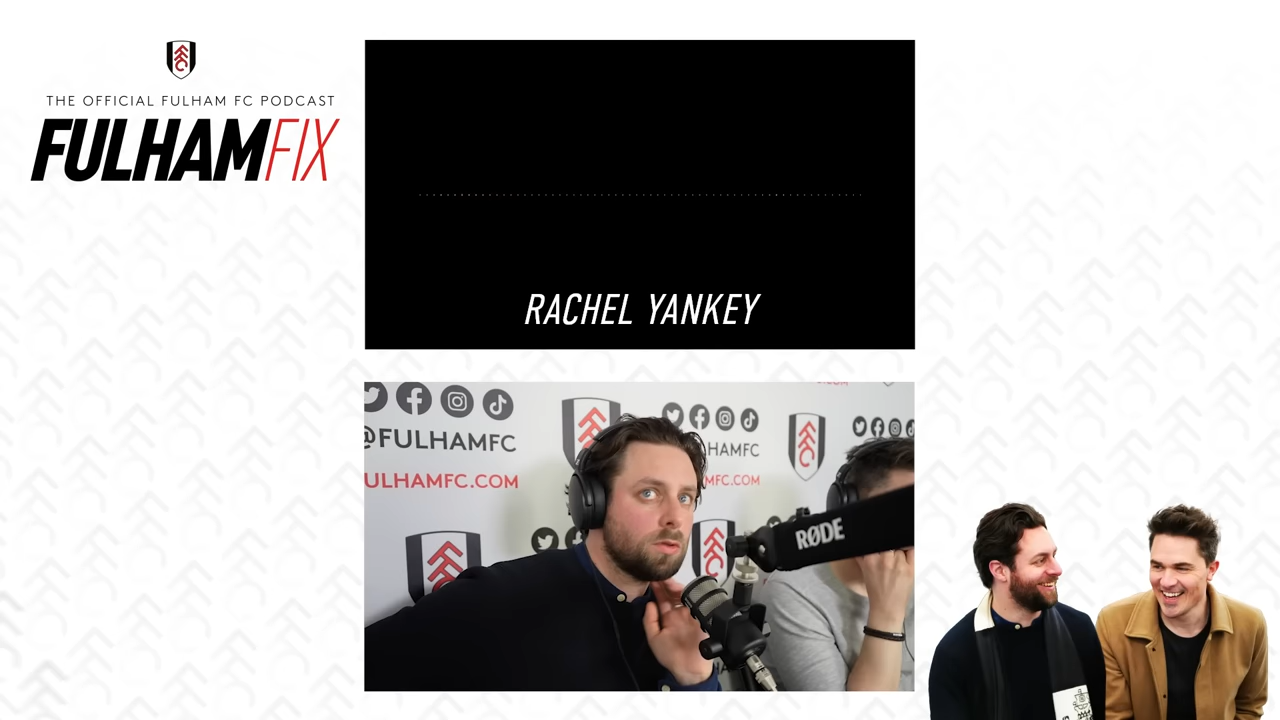 THE OFFICIAL FULHAM FC PODCAST
FULHAMFIX
RACHEL YANKEY
@FULHAMFC
ULHAMFC.COM
HAMFC
MFC.COM
RØDE